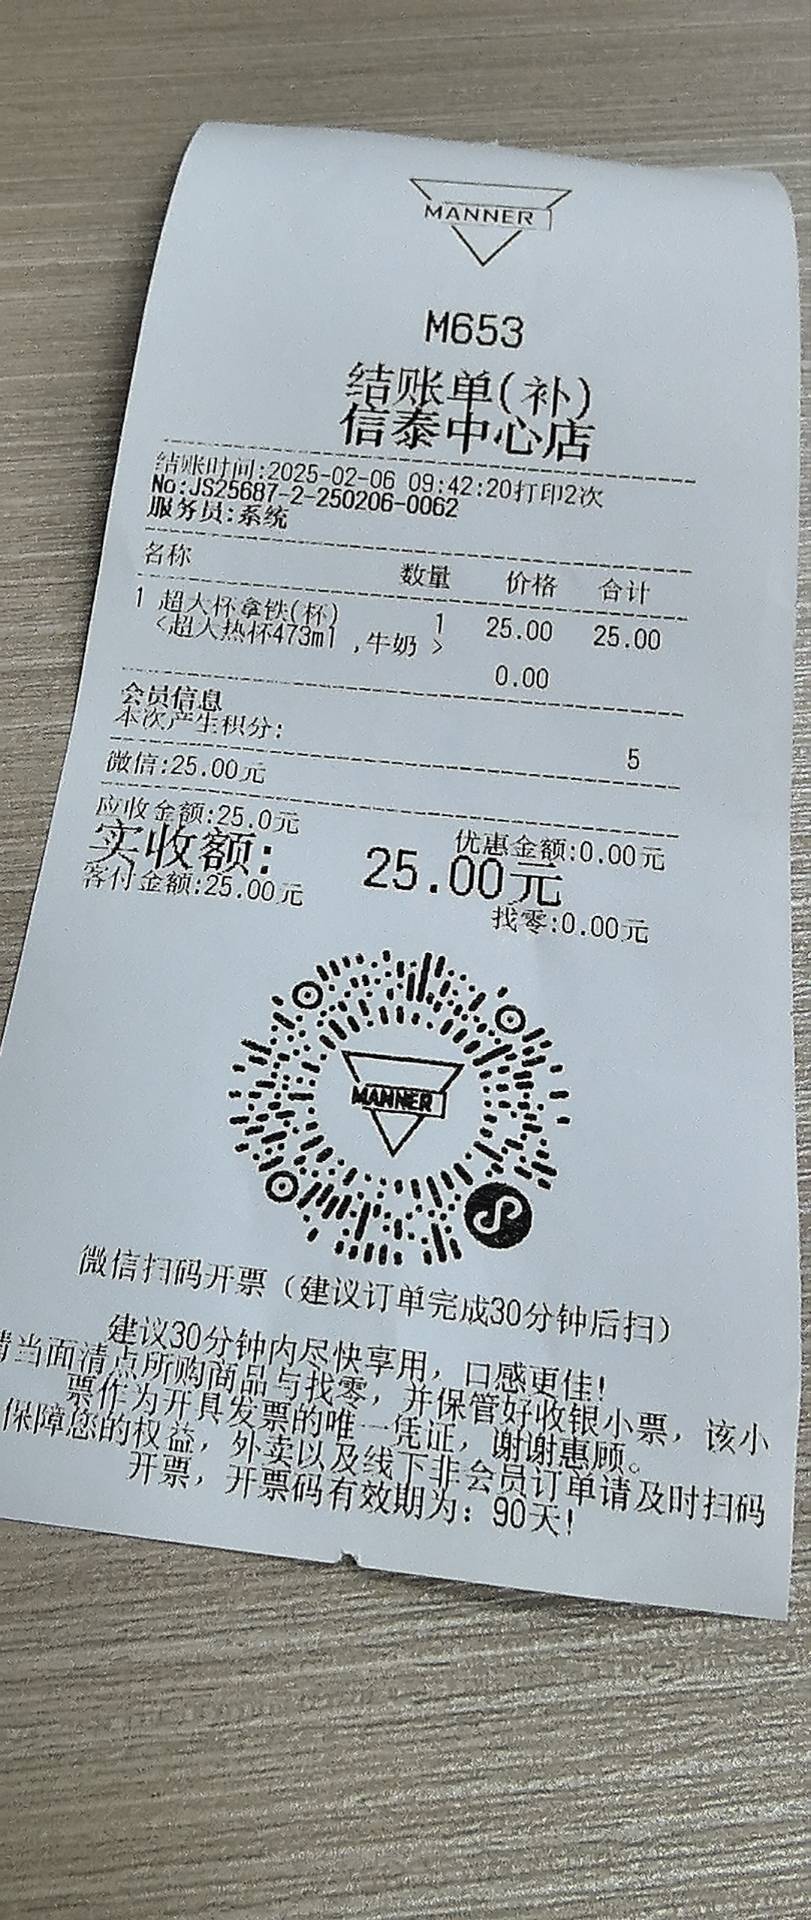 MANNER
M653
结账单(补)
信泰中心店
结账时间:2025-02-06 09:42:20打印2次
No:JS25687-2-250206-0062
服务员:系统
名称 数量 价格 合计
1 超大杯拿铁(杯) 1 25.00 25.00
<超大热杯473ml ,牛奶 >
0.00
会员信息
本次产生积分: 5
微信:25.00元
应收金额:25.0元 优惠金额:0.00元
实收额: 25.00元
客付金额:25.00元 找零:0.00元
MANNER
微信扫码开票（建议订单完成30分钟后扫）
建议30分钟内尽快享用，口感更佳!
请当面清点所购商品与找零，并保管好收银小票，该小
票作为开具发票的唯一凭证，谢谢惠顾。
保障您的权益，外卖以及线下非会员订单请及时扫码
开票，开票码有效期为：90天!